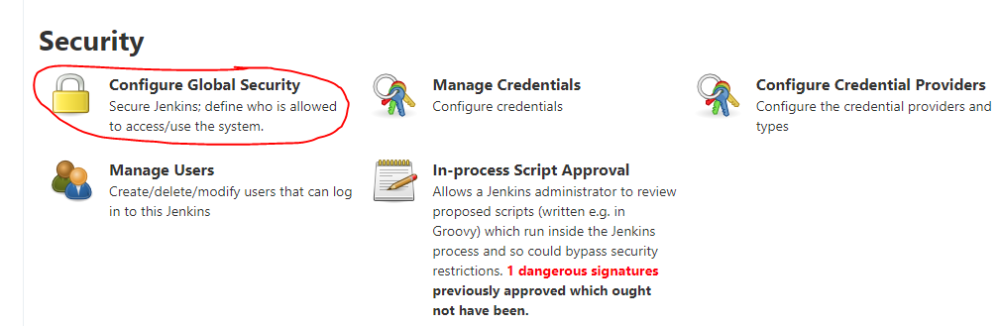 Security
Configure Global Security
Secure Jenkins; define who is allowed
to access/use the system.
Manage Credentials
Configure credentials
Configure Credential Providers
Configure the credential providers and
types
Manage Users
Create/delete/modify users that can log
in to this Jenkins
In-process Script Approval
Allows a Jenkins administrator to review
proposed scripts (written e.g. in
Groovy) which run inside the Jenkins
process and so could bypass security
restrictions. 1 dangerous signatures
previously approved which ought
not have been.